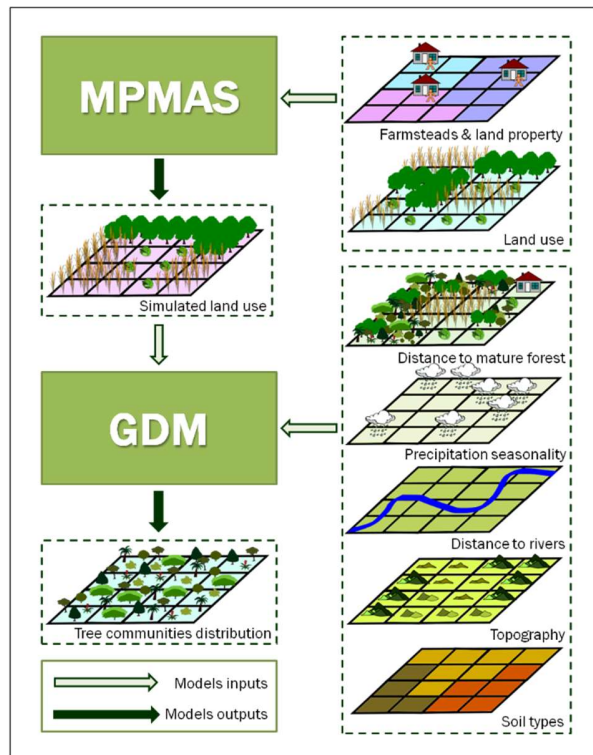 MPMAS
Farmsteads & land property
Land use
Simulated land use
Distance to mature forest
GDM
Precipitation seasonality
Distance to rivers
Tree communities distribution
Topography
Models inputs
Models outputs
Soil types